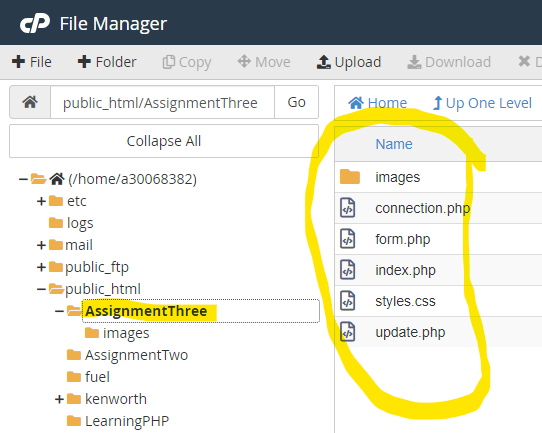 cP File Manager
+ File + Folder Copy Move Upload Download
public_html/AssignmentThree Go
Collapse All
(/home/a30068382)
etc
logs
mail
public_ftp
public_html
AssignmentThree
images
AssignmentTwo
fuel
kenworth
LearningPHP
Home Up One Level
Name
images
connection.php
form.php
index.php
styles.css
update.php